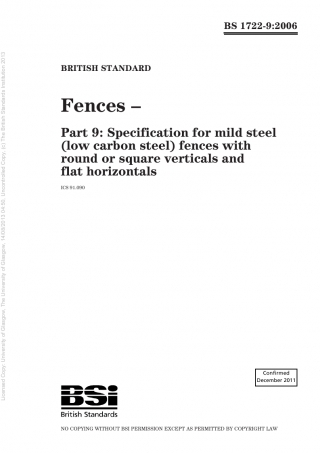 BS 1722-9:2006
BRITISH STANDARD
Fences –
Part 9: Specification for mild steel
(low carbon steel) fences with
round or square verticals and
flat horizontals
ICS 91.090
Licensed Copy: University of Glasgow, The University of Glasgow, 14/03/2013 04:35, Uncontrolled Copy, (c) The British Standards Institution 2013
Confirmed
December 2011
BSi
British Standards
NO COPYING WITHOUT BSI PERMISSION EXCEPT AS PERMITTED BY COPYRIGHT LAW